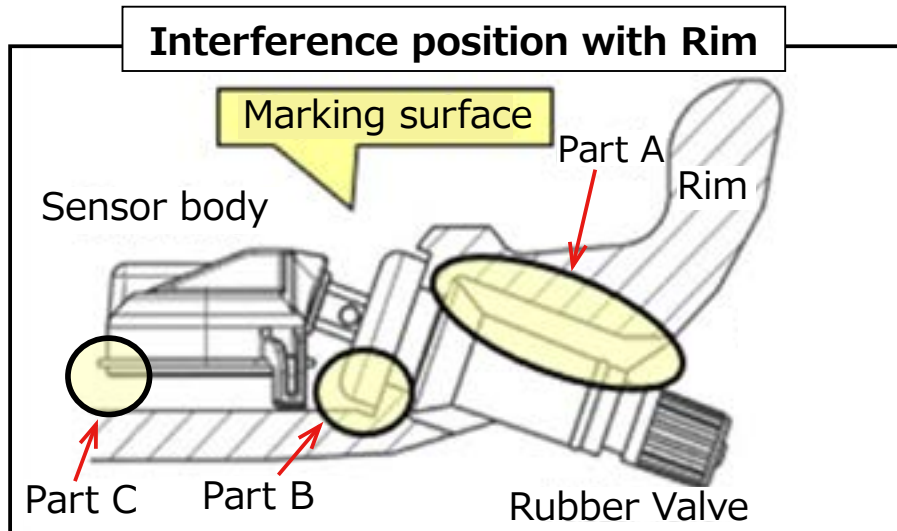 Interference position with Rim
Marking surface
Part A
Rim
Sensor body
Part C
Part B
Rubber Valve